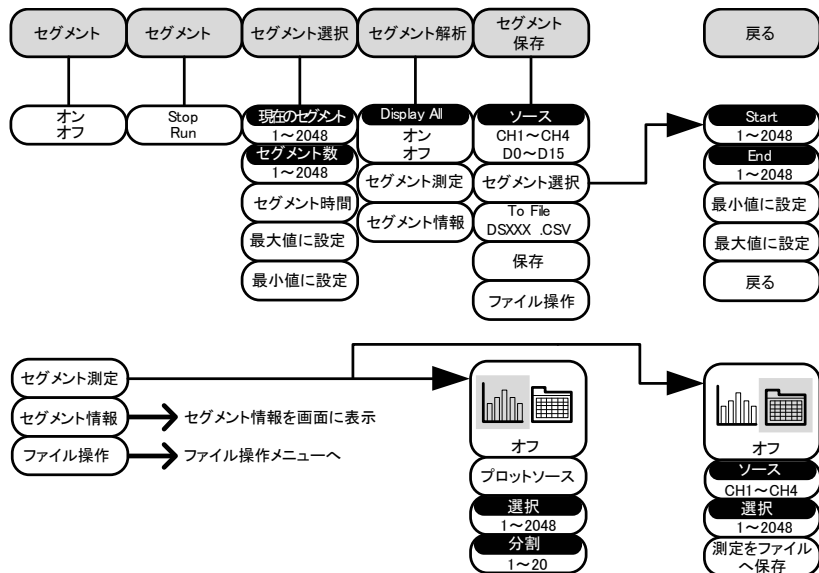 セグメント
セグメント
セグメント選択
セグメント解析
セグメント
保存
戻る
オン
オフ
Stop
Run
現在のセグメント
1～2048
セグメント数
1～2048
セグメント時間
最大値に設定
最小値に設定
Display All
オン
オフ
セグメント測定
セグメント情報
ソース
CH1～CH4
D0～D15
セグメント選択
To File
DSXXX .CSV
保存
ファイル操作
Start
1～2048
End
1～2048
最小値に設定
最大値に設定
戻る
セグメント測定
セグメント情報
セグメント情報を画面に表示
ファイル操作
ファイル操作メニューへ
オフ
プロットソース
選択
1～2048
分割
1～20
オフ
ソース
CH1～CH4
選択
1～2048
測定をファイル
へ保存